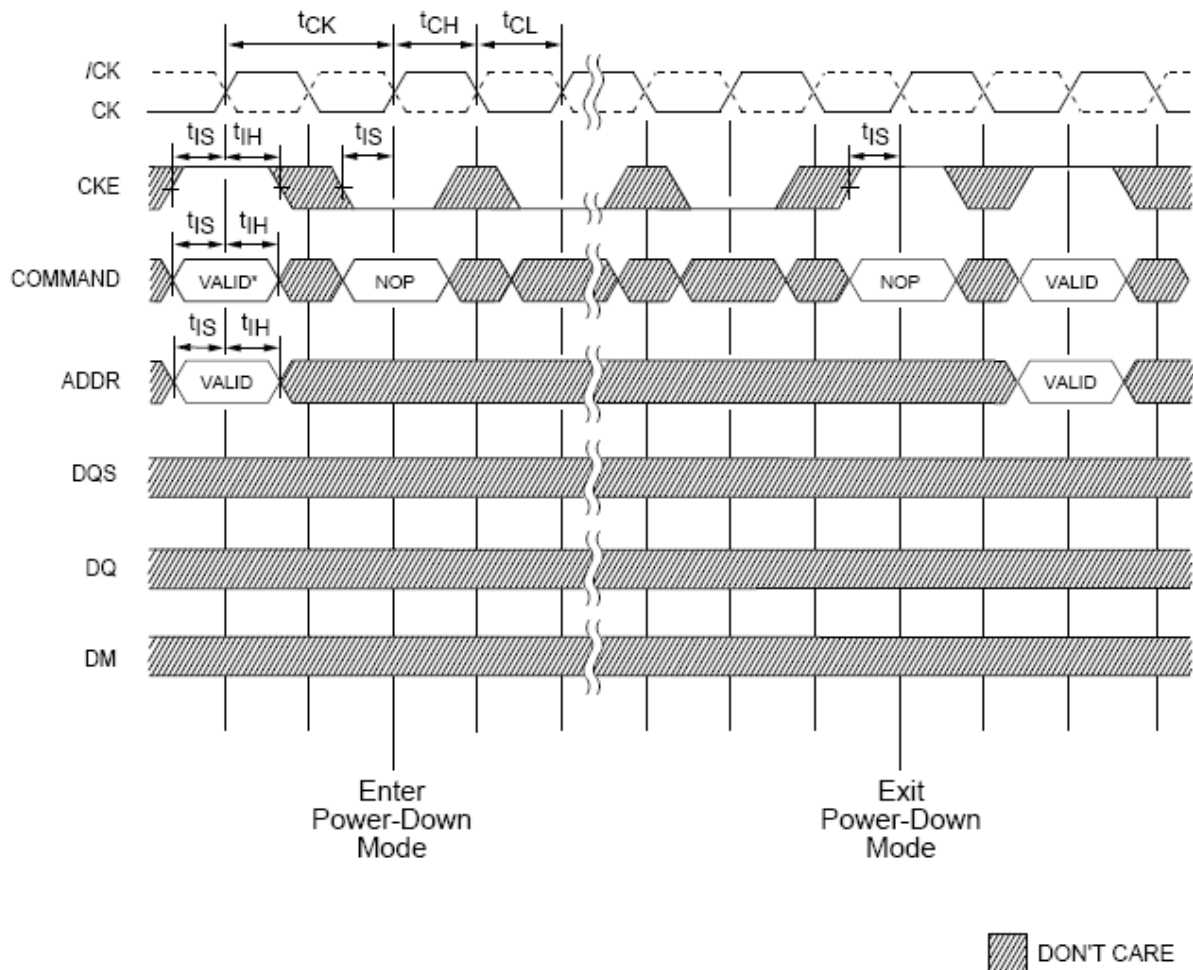 tCK tCH tCL
/CK
CK
tIS tIH tIS tIS
CKE
tIS tIH
COMMAND VALID* NOP NOP VALID
tIS tIH
ADDR VALID VALID
DQS
DQ
DM
Enter
Power-Down
Mode
Exit
Power-Down
Mode
DON'T CARE